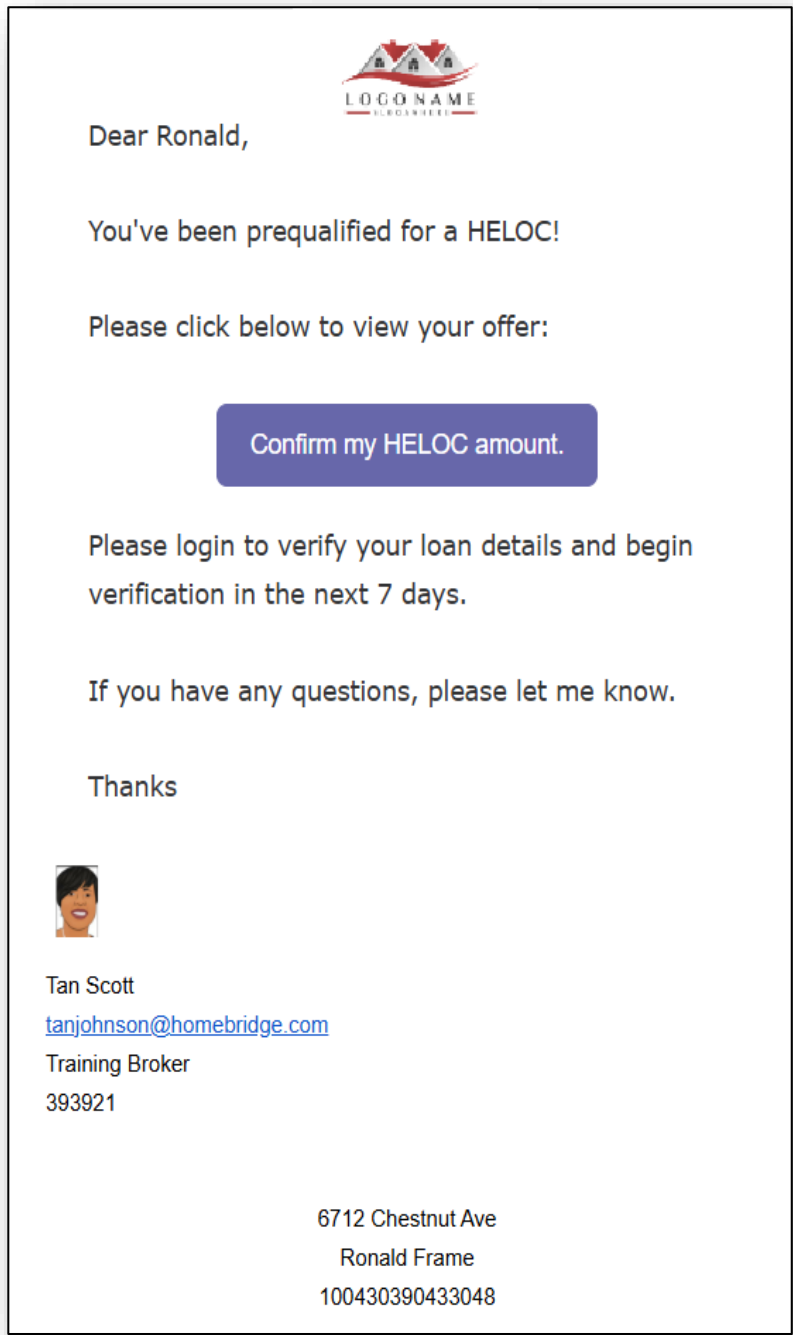 LOGO NAME
Dear Ronald,
You've been prequalified for a HELOC!
Please click below to view your offer:
Confirm my HELOC amount.
Please login to verify your loan details and begin
verification in the next 7 days.
If you have any questions, please let me know.
Thanks
Tan Scott
tanjohnson@homebridge.com
Training Broker
393921
6712 Chestnut Ave
Ronald Frame
100430390433048